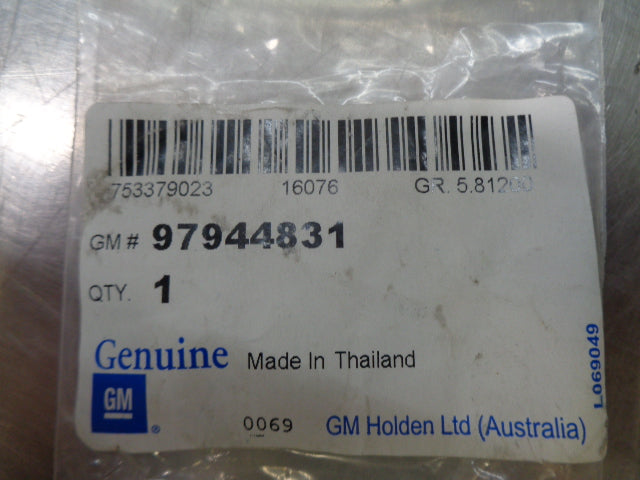 753379023 16076 GR. 5.81200
GM # 97944831
QTY. 1
Genuine Made In Thailand
GM ®
0069 GM Holden Ltd (Australia)
L069049